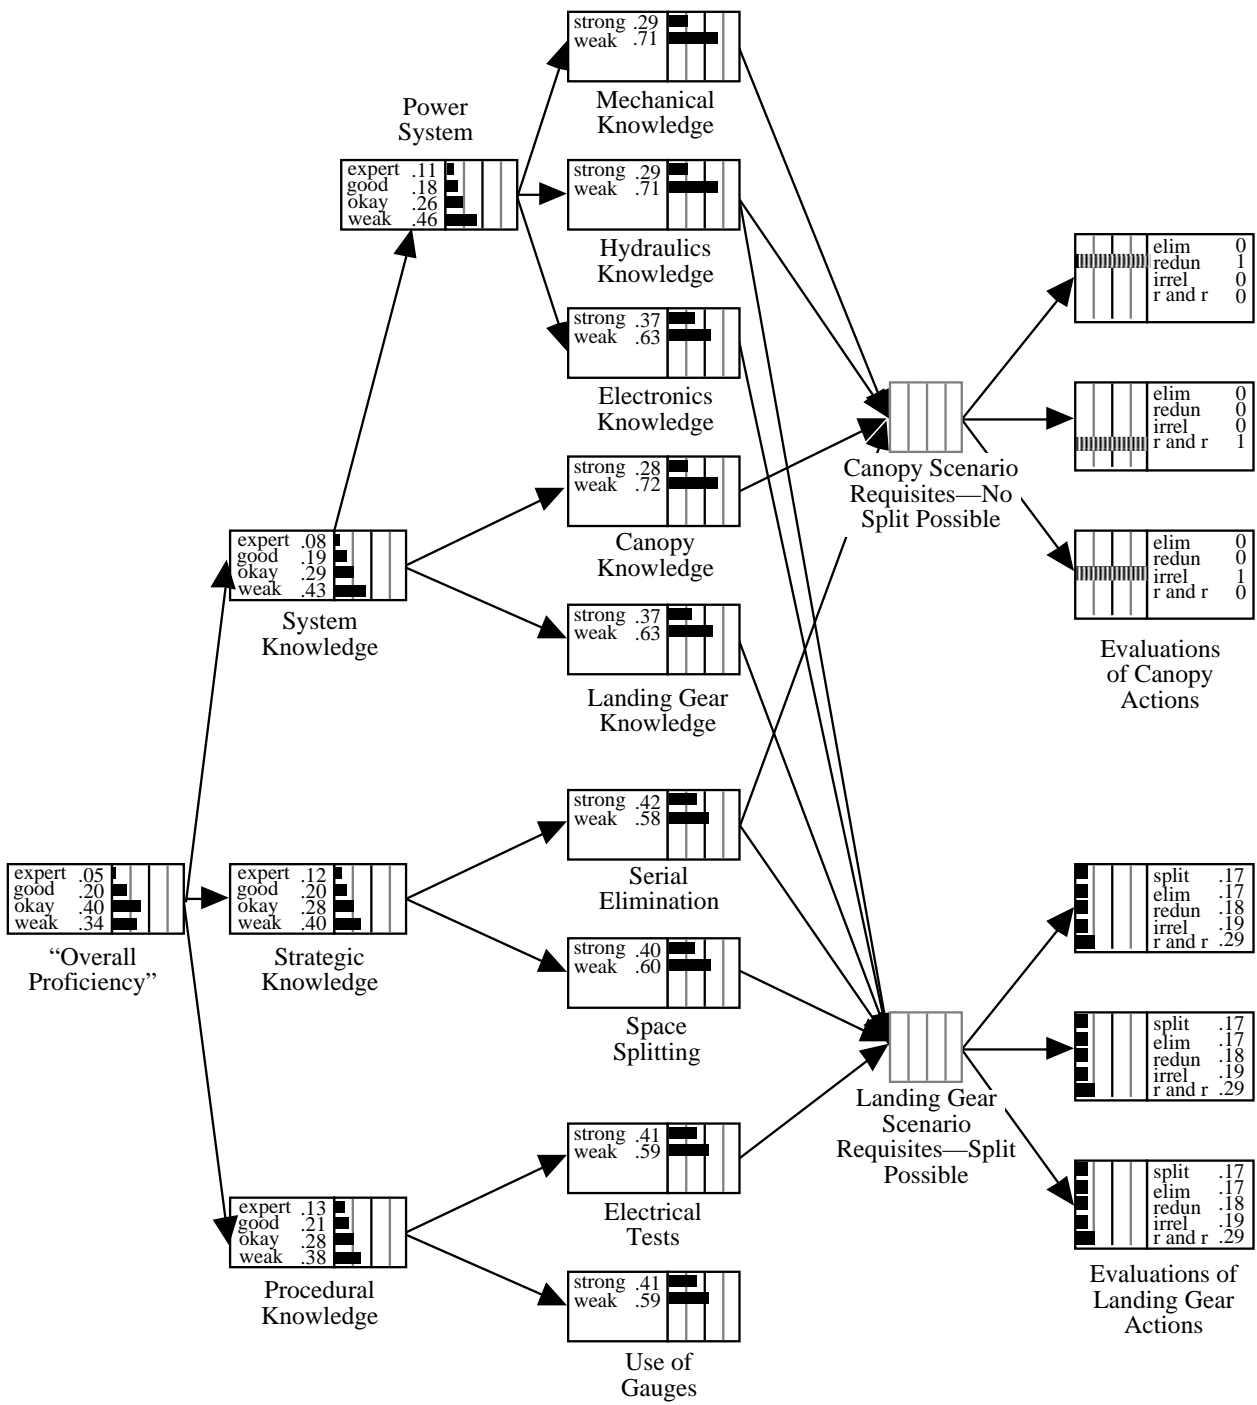 strong .29
weak .71
Mechanical
Knowledge
Power
System
expert .11
good .18
okay .26
weak .46
strong .29
weak .71
Hydraulics
Knowledge
strong .37
weak .63
Electronics
Knowledge
elim 0
redun 1
irrel 0
r and r 0
elim 0
redun 0
irrel 0
r and r 1
Canopy Scenario
Requisites—No
Split Possible
strong .28
weak .72
Canopy
Knowledge
expert .08
good .19
okay .29
weak .43
System
Knowledge
elim 0
redun 0
irrel 1
r and r 0
Evaluations
of Canopy
Actions
strong .37
weak .63
Landing Gear
Knowledge
strong .42
weak .58
Serial
Elimination
expert .05
good .20
okay .40
weak .34
“Overall
Proficiency”
expert .12
good .20
okay .28
weak .40
Strategic
Knowledge
strong .40
weak .60
Space
Splitting
split .17
elim .17
redun .18
irrel .19
r and r .29
split .17
elim .17
redun .18
irrel .19
r and r .29
Landing Gear
Scenario
Requisites—Split
Possible
strong .41
weak .59
Electrical
Tests
expert .13
good .21
okay .28
weak .38
Procedural
Knowledge
strong .41
weak .59
Use of
Gauges
split .17
elim .17
redun .18
irrel .19
r and r .29
Evaluations of
Landing Gear
Actions